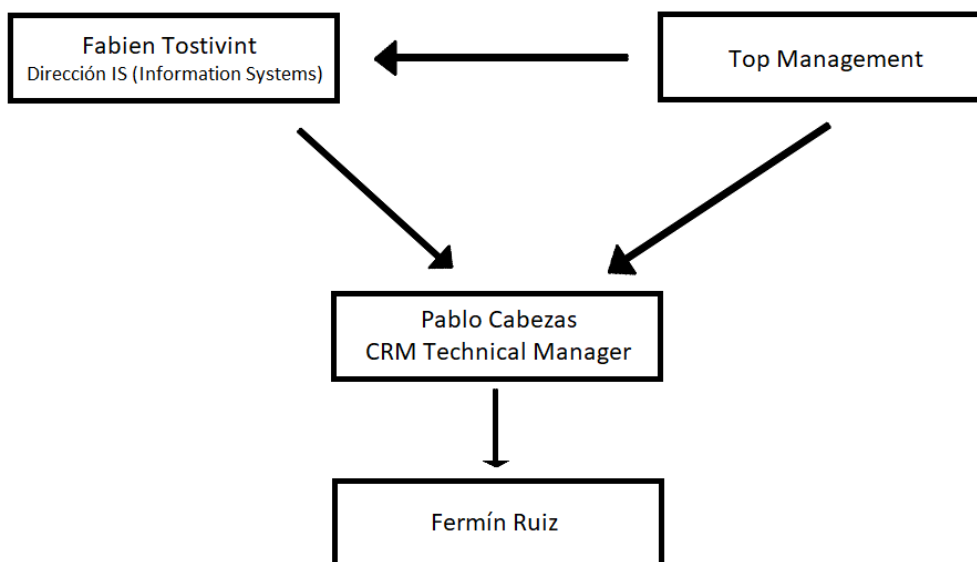 Fabien Tostivint
Dirección IS (Information Systems)
Top Management
Pablo Cabezas
CRM Technical Manager
Fermín Ruiz